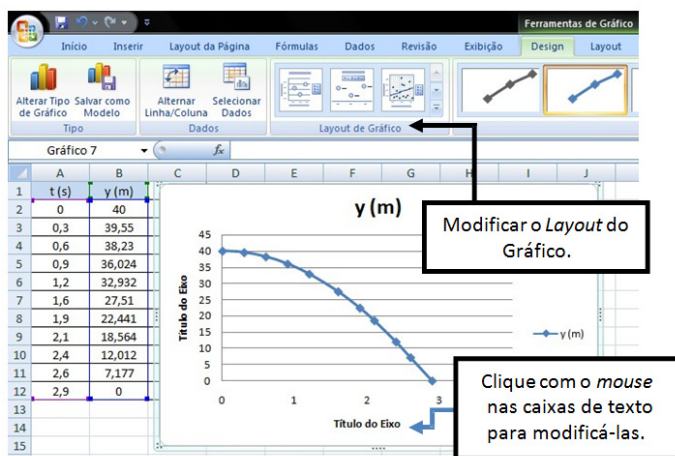 Ferramentas de Gráfico
Início Inserir Layout da Página Fórmulas Dados Revisão Exibição Design Layout
Alterar Tipo de Gráfico
Salvar como Modelo
Alternar Linha/Coluna
Selecionar Dados
Tipo Dados Layout de Gráfico
Gráfico 7 fx
A B C D E F G H I J
1 t (s) y (m)
2 0 40
3 0,3 39,55
4 0,6 38,23
5 0,9 36,024
6 1,2 32,932
7 1,6 27,51
8 1,9 22,441
9 2,1 18,564
10 2,4 12,012
11 2,6 7,177
12 2,9 0
13
14
15
y (m)
45
40
35
30
25
20
15
10
5
0
Título do Eixo
0 1 2 3
Título do Eixo
y (m)
Modificar o Layout do
Gráfico.
Clique com o mouse
nas caixas de texto
para modificá-las.